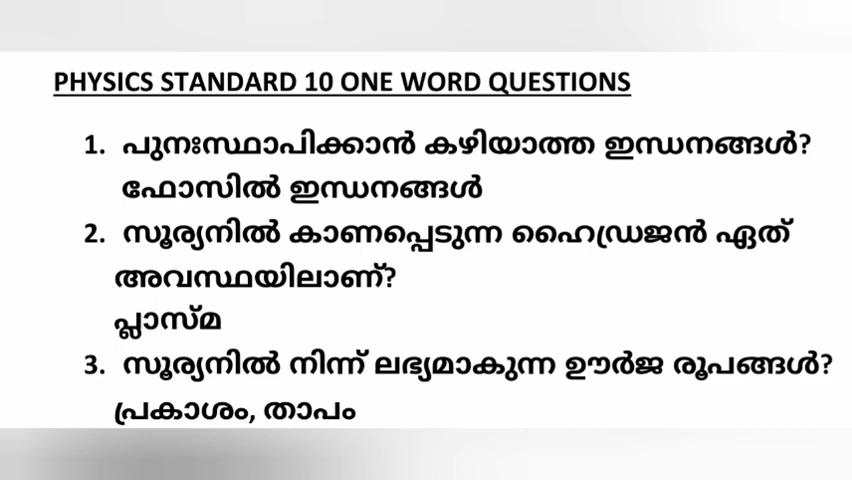 PHYSICS STANDARD 10 ONE WORD QUESTIONS
1. പുനഃസ്ഥാപിക്കാൻ കഴിയാത്ത ഇന്ധനങ്ങൾ?
ഫോസിൽ ഇന്ധനങ്ങൾ
2. സൂര്യനിൽ കാണപ്പെടുന്ന ഹൈഡ്രജൻ ഏത്
അവസ്ഥയിലാണ്?
പ്ലാസ്മ
3. സൂര്യനിൽ നിന്ന് ലഭ്യമാകുന്ന ഊർജ രൂപങ്ങൾ?
പ്രകാശം, താപം